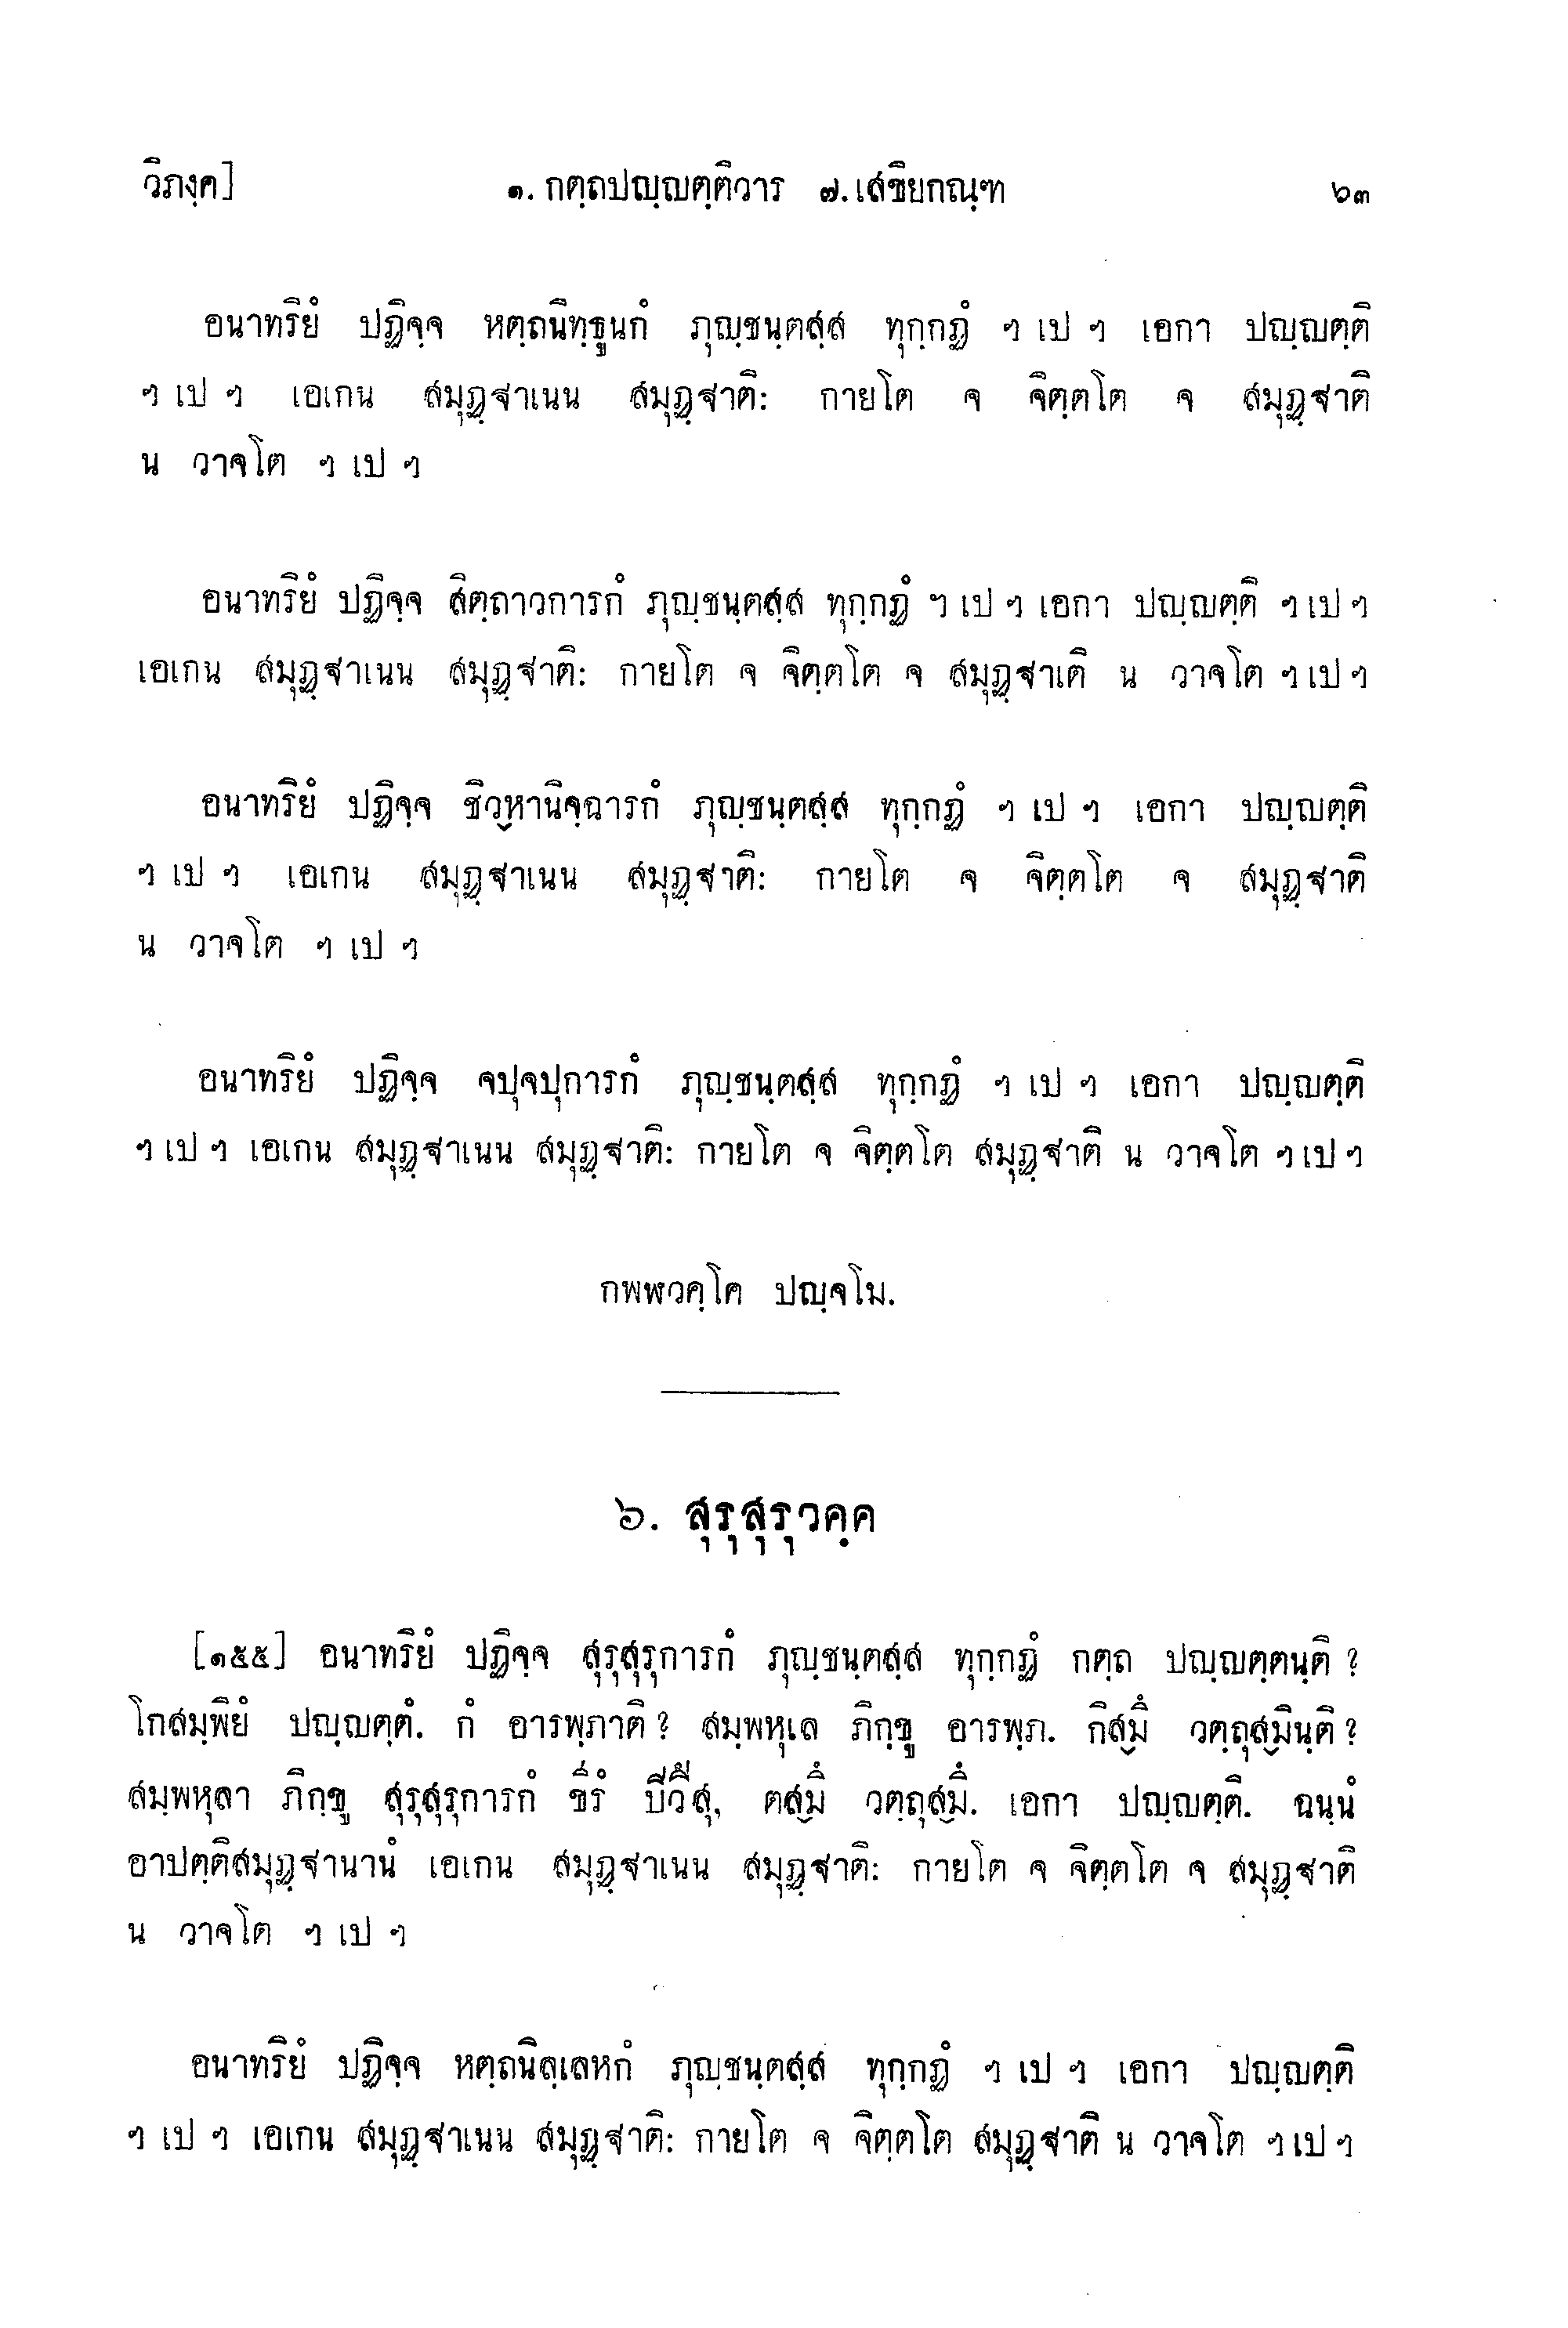 วิภงฺค] ๑. กตฺถปญฺญตฺติวาร ๗. เสขิยกณฺฑ ๖๓
อนาทริยํ ปฏิจฺจ หตฺถนิทฺธูนกํ ภุญฺชนฺตสฺส ทุกฺกฏํ ฯ เป ฯ เอกา ปญฺญตฺติ
ฯ เป ฯ เอเกน สมุฏฺฐาเนน สมุฏฺฐาติ: กายโต จ จิตฺตโต จ สมุฏฺฐาติ
น วาจโต ฯ เป ฯ
อนาทริยํ ปฏิจฺจ สิตฺถาวการกํ ภุญฺชนฺตสฺส ทุกฺกฏํ ฯ เป ฯ เอกา ปญฺญตฺติ ฯ เป ฯ
เอเกน สมุฏฺฐาเนน สมุฏฺฐาติ: กายโต จ จิตฺตโต จ สมุฏฺฐาเติ น วาจโต ฯ เป ฯ
อนาทริยํ ปฏิจฺจ ชิวฺหานิจฺฉารกํ ภุญฺชนฺตสฺส ทุกฺกฏํ ฯ เป ฯ เอกา ปญฺญตฺติ
ฯ เป ฯ เอเกน สมุฏฺฐาเนน สมุฏฺฐาติ: กายโต จ จิตฺตโต จ สมุฏฺฐาติ
น วาจโต ฯ เป ฯ
อนาทริยํ ปฏิจฺจ จปุจปุการกํ ภุญฺชนฺตสฺส ทุกฺกฏํ ฯ เป ฯ เอกา ปญฺญตฺติ
ฯ เป ฯ เอเกน สมุฏฺฐาเนน สมุฏฺฐาติ: กายโต จ จิตฺตโต สมุฏฺฐาติ น วาจโต ฯ เป ฯ
กพฬวคฺโค ปญฺจโม.
๖. สุรุสุรุวคฺค
[๑๕๕] อนาทริยํ ปฏิจฺจ สุรุสุรุการกํ ภุญฺชนฺตสฺส ทุกฺกฏํ กตฺถ ปญฺญตฺตนฺติ ?
โกสมฺพิยํ ปญฺญตฺตํ. กํ อารพฺภาติ ? สมฺพหุเล ภิกฺขู อารพฺภ. กิสฺมึ วตฺถุสฺมินฺติ ?
สมฺพหุลา ภิกฺขู สุรุสุรุการกํ ขีรํ ปิวึสุ, ตสฺมึ วตฺถุสฺมึ. เอกา ปญฺญตฺติ. ฉนฺนํ
อาปตฺติสมุฏฺฐานานํ เอเกน สมุฏฺฐาเนน สมุฏฺฐาติ: กายโต จ จิตฺตโต จ สมุฏฺฐาติ
น วาจโต ฯ เป ฯ
อนาทริยํ ปฏิจฺจ หตฺถนิลฺเลหกํ ภุญฺชนฺตสฺส ทุกฺกฏํ ฯ เป ฯ เอกา ปญฺญตฺติ
ฯ เป ฯ เอเกน สมุฏฺฐาเนน สมุฏฺฐาติ: กายโต จ จิตฺตโต สมุฏฺฐาติ น วาจโต ฯ เป ฯ